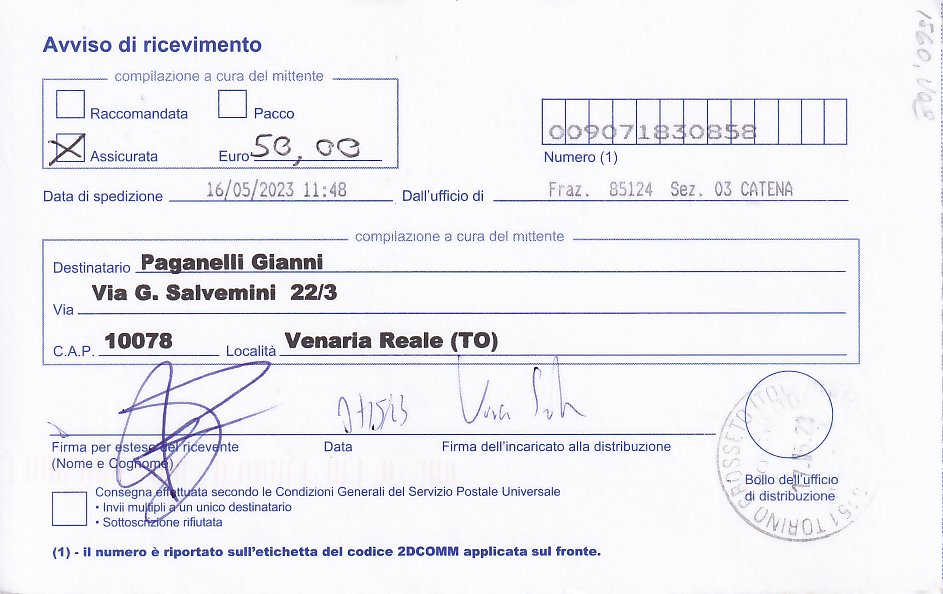 Avviso di ricevimento
compilazione a cura del mittente
Raccomandata Pacco
Assicurata Euro 50,00
009071830858
Numero (1)
Data di spedizione 16/05/2023 11:48 Dall'ufficio di Fraz. 85124 Sez. 03 CATENA
compilazione a cura del mittente
Destinatario Paganelli Gianni
Via G. Salvemini 22/3
Via
C.A.P. 10078 Località Venaria Reale (TO)
Firma per esteso del ricevente Data Firma dell'incaricato alla distribuzione
(Nome e Cognome)
Bollo dell'ufficio
di distribuzione
TORINO
Consegna effettuata secondo le Condizioni Generali del Servizio Postale Universale
• Invii multipli a un unico destinatario
• Sottoscrizione rifiutata
(1) - il numero è riportato sull'etichetta del codice 2DCOMM applicata sul fronte.